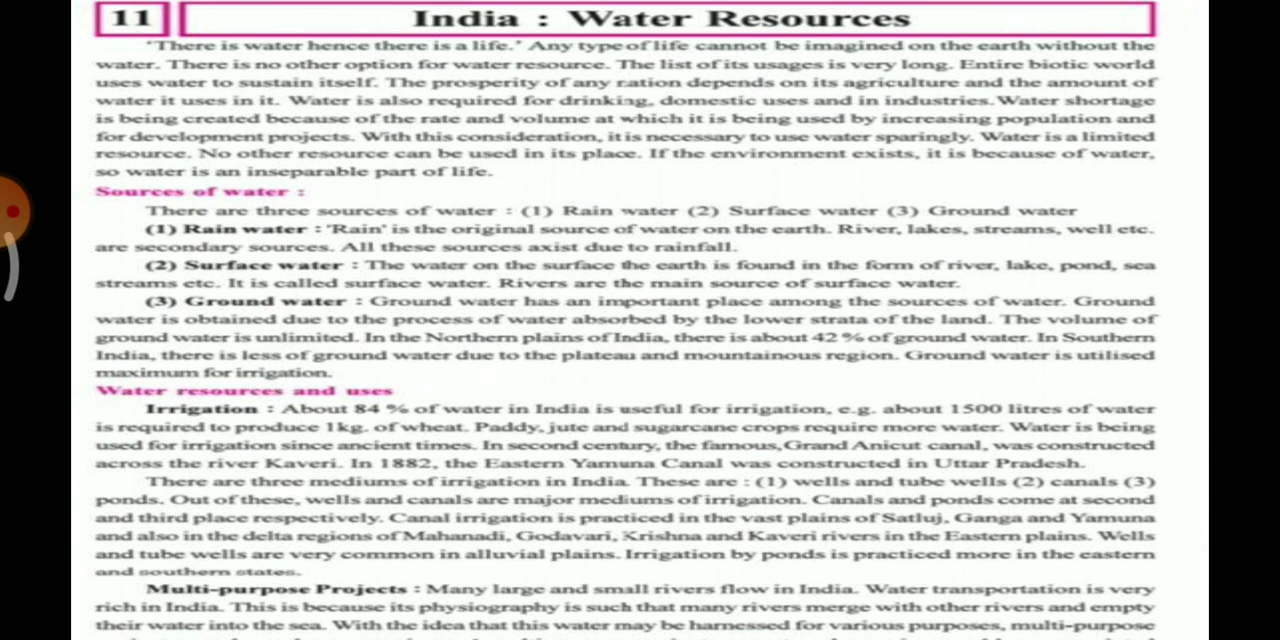 11 India : Water Resources
'There is water hence there is a life.' Any type of life cannot be imagined on the earth without the
water. There is no other option for water resource. The list of its usages is very long. Entire biotic world
uses water to sustain itself. The prosperity of any nation depends on its agriculture and the amount of
water it uses in it. Water is also required for drinking, domestic uses and in industries. Water shortage
is being created because of the rate and volume at which it is being used by increasing population and
for development projects. With this consideration, it is necessary to use water sparingly. Water is a limited
resource. No other resource can be used in its place. If the environment exists, it is because of water,
so water is an inseparable part of life.
Sources of water :
There are three sources of water : (1) Rain water (2) Surface water (3) Ground water
(1) Rain water : 'Rain' is the original source of water on the earth. River, lakes, streams, well etc.
are secondary sources. All these sources axist due to rainfall.
(2) Surface water : The water on the surface the earth is found in the form of river, lake, pond, sea
streams etc. It is called surface water. Rivers are the main source of surface water.
(3) Ground water : Ground water has an important place among the sources of water. Ground
water is obtained due to the process of water absorbed by the lower strata of the land. The volume of
ground water is unlimited. In the Northern plains of India, there is about 42 % of ground water. In Southern
India, there is less of ground water due to the plateau and mountainous region. Ground water is utilised
maximum for irrigation.
Water resources and uses
Irrigation : About 84 % of water in India is useful for irrigation, e.g. about 1500 litres of water
is required to produce 1kg. of wheat. Paddy, jute and sugarcane crops require more water. Water is being
used for irrigation since ancient times. In second century, the famous, Grand Anicut canal, was constructed
across the river Kaveri. In 1882, the Eastern Yamuna Canal was constructed in Uttar Pradesh.
There are three mediums of irrigation in India. These are : (1) wells and tube wells (2) canals (3)
ponds. Out of these, wells and canals are major mediums of irrigation. Canals and ponds come at second
and third place respectively. Canal irrigation is practiced in the vast plains of Satluj, Ganga and Yamuna
and also in the delta regions of Mahanadi, Godavari, Krishna and Kaveri rivers in the Eastern plains. Wells
and tube wells are very common in alluvial plains. Irrigation by ponds is practiced more in the eastern
and southern states.
Multi-purpose Projects : Many large and small rivers flow in India. Water transportation is very
rich in India. This is because its physiography is such that many rivers merge with other rivers and empty
their water into the sea. With the idea that this water may be harnessed for various purposes, multi-purpose